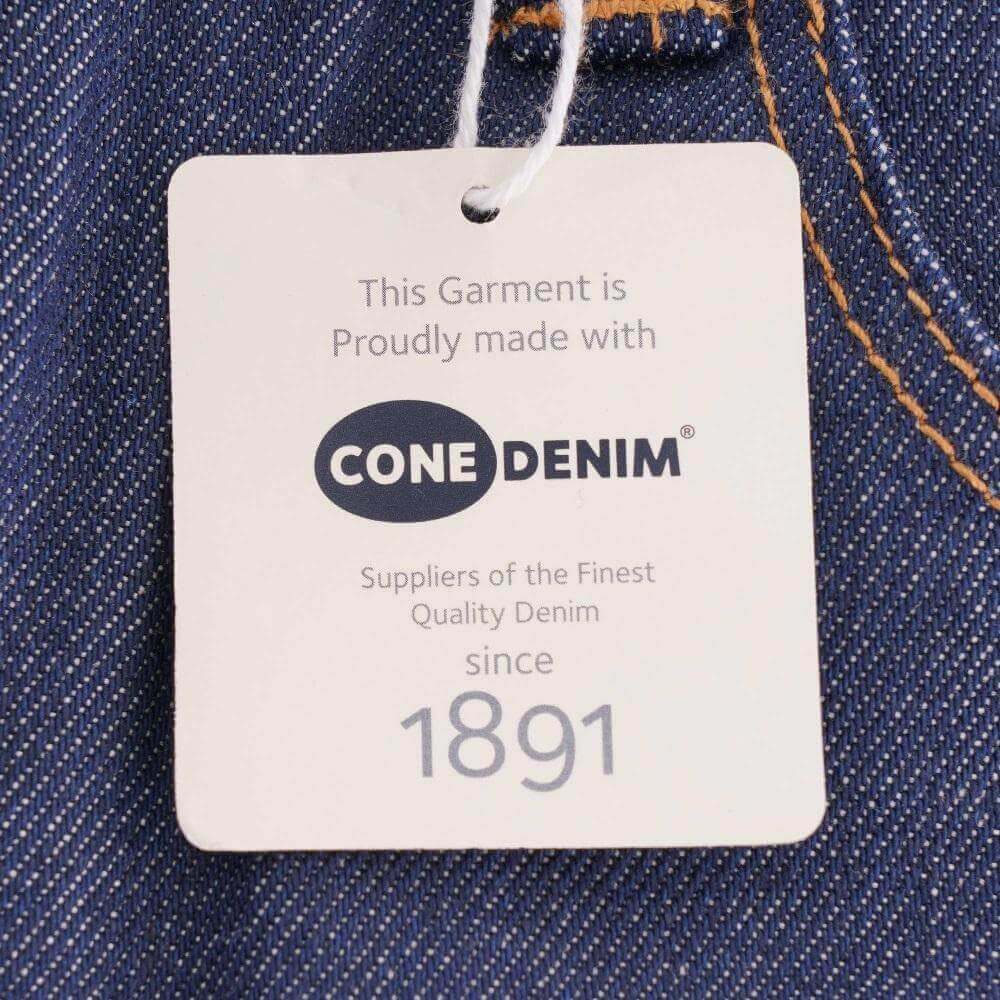 This Garment is
Proudly made with
CONE DENIM®
Suppliers of the Finest
Quality Denim
since
1891